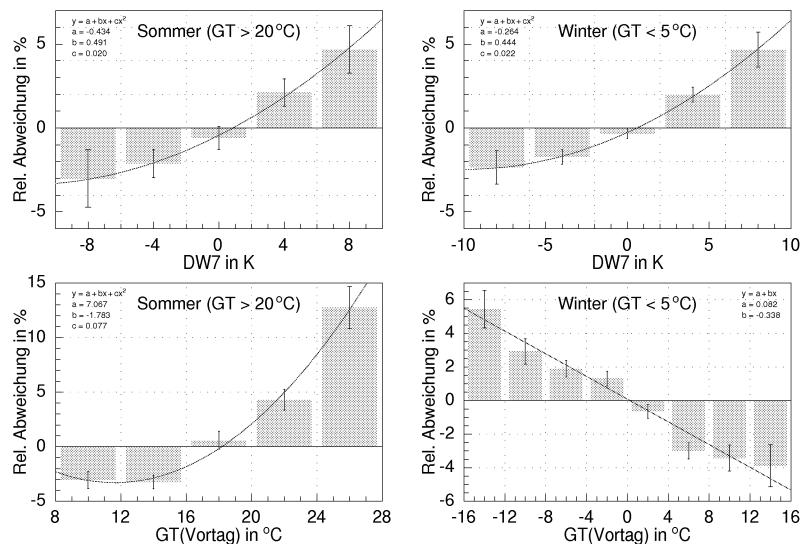 y = a + bx + cx²
a = -0.434
b = 0.491
c = 0.020
Sommer (GT > 20°C)
Rel. Abweichung in %
5
0
-5
-8 -4 0 4 8
DW7 in K
y = a + bx + cx²
a = -0.264
b = 0.444
c = 0.022
Winter (GT < 5°C)
Rel. Abweichung in %
5
0
-5
-10 -5 0 5 10
DW7 in K
y = a + bx + cx²
a = 7.067
b = -1.783
c = 0.077
Sommer (GT > 20°C)
Rel. Abweichung in %
15
10
5
0
-5
8 12 16 20 24 28
GT(Vortag) in °C
Winter (GT < 5°C)
y = a + bx
a = 0.082
b = -0.338
Rel. Abweichung in %
6
4
2
0
-2
-4
-6
-16 -12 -8 -4 0 4 8 12 16
GT(Vortag) in °C